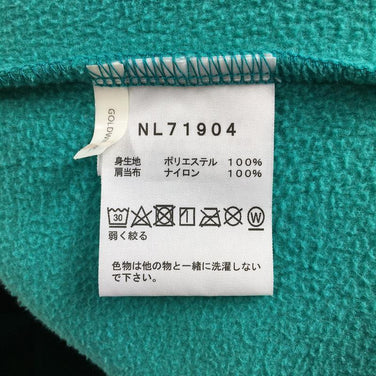 GOLDWI
NL71904
身生地 ポリエステル 100%
肩当布 ナイロン 100%
30 W
弱く絞る
色物は他の物と一緒に洗濯しない
で下さい。